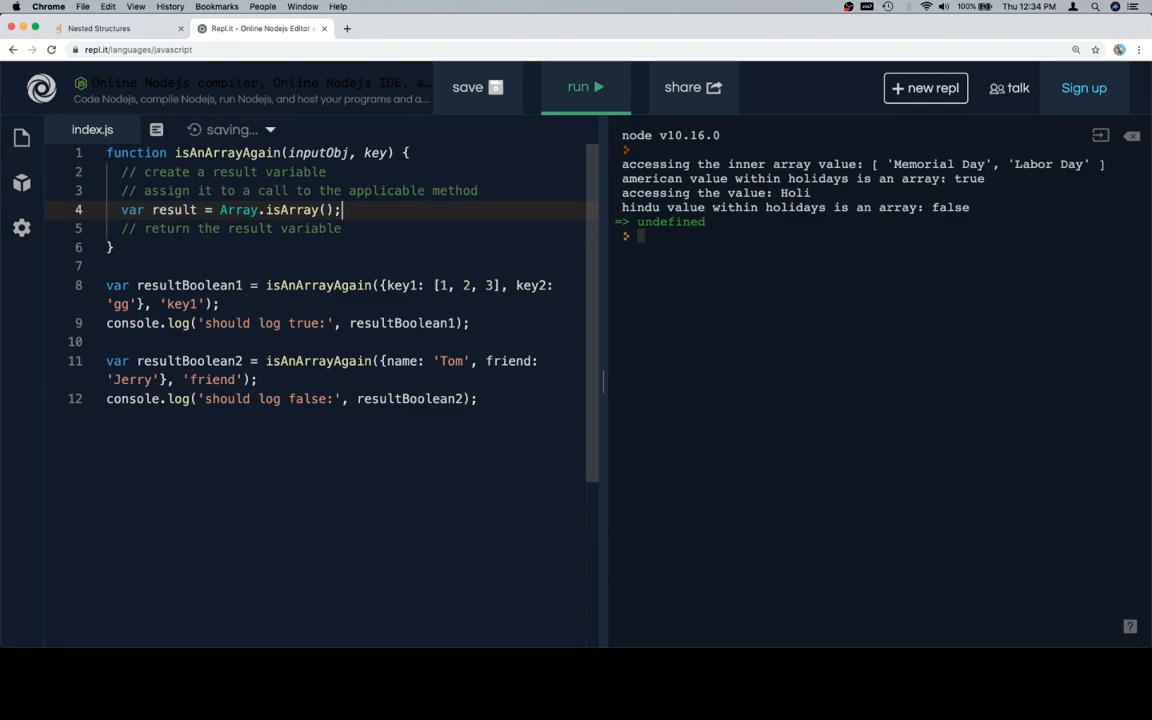 Chrome File Edit View History Bookmarks People Window Help 100% Thu 12:34 PM
Nested Structures
Repl.it - Online Nodejs Editor a
repl.it/languages/javascript
Online Nodejs compiler, Online Nodejs IDE, a…
Code Nodejs, compile Nodejs, run Nodejs, and host your programs and a…
save
run
share
+ new repl
talk
Sign up
index.js
saving...
1 function isAnArrayAgain(inputObj, key) {
2 // create a result variable
3 // assign it to a call to the applicable method
4 var result = Array.isArray();
5 // return the result variable
6 }
7
8 var resultBoolean1 = isAnArrayAgain({key1: [1, 2, 3], key2:
'gg'}, 'key1');
9 console.log('should log true:', resultBoolean1);
10
11 var resultBoolean2 = isAnArrayAgain({name: 'Tom', friend:
'Jerry'}, 'friend');
12 console.log('should log false:', resultBoolean2);
node v10.16.0
accessing the inner array value: [ 'Memorial Day', 'Labor Day' ]
american value within holidays is an array: true
accessing the value: Holi
hindu value within holidays is an array: false
=> undefined
?